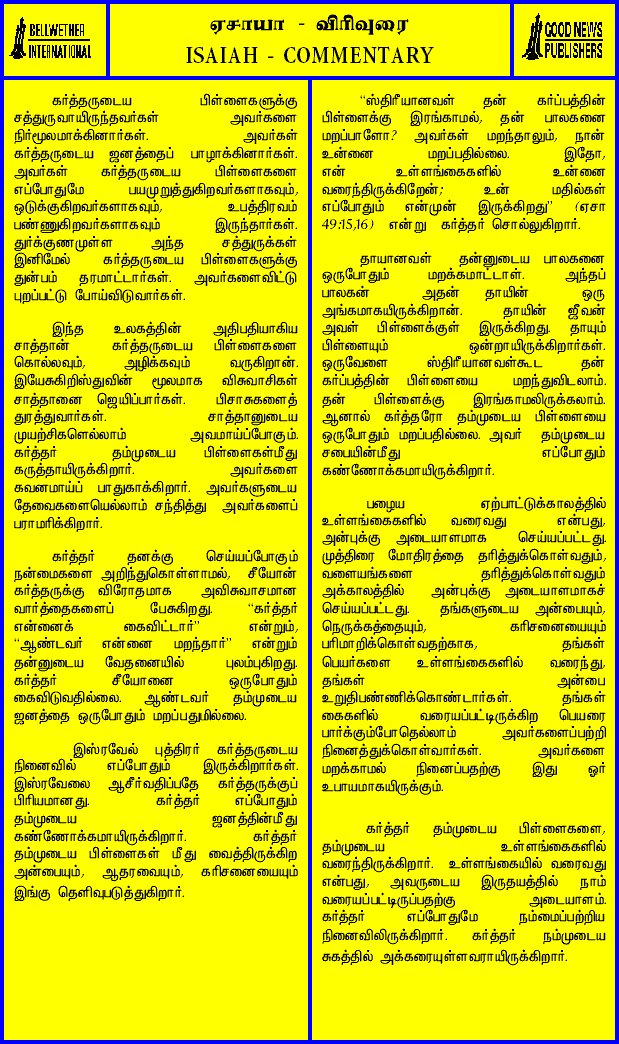 BELLWETHER
INTERNATIONAL
ஏசாயா - விரிவுரை
ISAIAH - COMMENTARY
GOOD NEWS
PUBLISHERS
கர்த்தருடைய பிள்ளைகளுக்கு
சத்துருவாயிருந்தவர்கள் அவர்களை
நிர்மூலமாக்கினார்கள். அவர்கள்
கர்த்தருடைய ஜனத்தைப் பாழாக்கினார்கள்.
அவர்கள் கர்த்தருடைய பிள்ளைகளை
எப்போதுமே பயமுறுத்துகிறவர்களாகவும்,
ஒடுக்குகிறவர்களாகவும், உபத்திரவம்
பண்ணுகிறவர்களாகவும் இருந்தார்கள்.
துர்க்குணமுள்ள அந்த சத்துருக்கள்
இனிமேல் கர்த்தருடைய பிள்ளைகளுக்கு
துன்பம் தரமாட்டார்கள். அவர்களைவிட்டு
புறப்பட்டு போய்விடுவார்கள்.
இந்த உலகத்தின் அதிபதியாகிய
சாத்தான் கர்த்தருடைய பிள்ளைகளை
கொல்லவும், அழிக்கவும் வருகிறான்.
இயேசுகிறிஸ்துவின் மூலமாக விசுவாசிகள்
சாத்தானை ஜெயிப்பார்கள். பிசாசுகளைத்
துரத்துவார்கள். சாத்தானுடைய
முயற்சிகளெல்லாம் அவமாய்ப்போகும்.
கர்த்தர் தம்முடைய பிள்ளைகள்மீது
கருத்தாயிருக்கிறார். அவர்களை
கவனமாய்ப் பாதுகாக்கிறார். அவர்களுடைய
தேவைகளையெல்லாம் சந்தித்து அவர்களைப்
பராமரிக்கிறார்.
கர்த்தர் தனக்கு செய்யப்போகும்
நன்மைகளை அறிந்துகொள்ளாமல், சீயோன்
கர்த்தருக்கு விரோதமாக அவிசுவாசமான
வார்த்தைகளைப் பேசுகிறது. “கர்த்தர்
என்னைக் கைவிட்டார்” என்றும்,
“ஆண்டவர் என்னை மறந்தார்” என்றும்
தன்னுடைய வேதனையில் புலம்புகிறது.
கர்த்தர் சீயோனை ஒருபோதும்
கைவிடுவதில்லை. ஆண்டவர் தம்முடைய
ஜனத்தை ஒருபோதும் மறப்பதுமில்லை.
இஸ்ரவேல் புத்திரர் கர்த்தருடைய
நினைவில் எப்போதும் இருக்கிறார்கள்.
இஸ்ரவேலை ஆசீர்வதிப்பதே கர்த்தருக்குப்
பிரியமானது. கர்த்தர் எப்போதும்
தம்முடைய ஜனத்தின்மீது
கண்ணோக்கமாயிருக்கிறார். கர்த்தர்
தம்முடைய பிள்ளைகள் மீது வைத்திருக்கிற
அன்பையும், ஆதரவையும், கரிசனையையும்
இங்கு தெளிவுபடுத்துகிறார்.
“ஸ்திரீயானவள் தன் கர்ப்பத்தின்
பிள்ளைக்கு இரங்காமல், தன் பாலகனை
மறப்பாளோ? அவர்கள் மறந்தாலும், நான்
உன்னை மறப்பதில்லை. இதோ,
என் உள்ளங்கைகளில் உன்னை
வரைந்திருக்கிறேன்; உன் மதில்கள்
எப்போதும் என்முன் இருக்கிறது” (ஏசா
49:15,16) என்று கர்த்தர் சொல்லுகிறார்.
தாயானவள் தன்னுடைய பாலகனை
ஒருபோதும் மறக்கமாட்டாள். அந்தப்
பாலகன் அதன் தாயின் ஒரு
அங்கமாகயிருக்கிறான். தாயின் ஜீவன்
அவள் பிள்ளைக்குள் இருக்கிறது. தாயும்
பிள்ளையும் ஒன்றாயிருக்கிறார்கள்.
ஒருவேளை ஸ்திரீயானவள்கூட தன்
கர்ப்பத்தின் பிள்ளையை மறந்துவிடலாம்.
தன் பிள்ளைக்கு இரங்காமலிருக்கலாம்.
ஆனால் கர்த்தரோ தம்முடைய பிள்ளையை
ஒருபோதும் மறப்பதில்லை. அவர் தம்முடைய
சபையின்மீது எப்போதும்
கண்ணோக்கமாயிருக்கிறார்.
பழைய ஏற்பாட்டுக்காலத்தில்
உள்ளங்கைகளில் வரைவது என்பது,
அன்புக்கு அடையாளமாக செய்யப்பட்டது.
முத்திரை மோதிரத்தை தரித்துக்கொள்வதும்,
வளையங்களை தரித்துக்கொள்வதும்
அக்காலத்தில் அன்புக்கு அடையாளமாகச்
செய்யப்பட்டது. தங்களுடைய அன்பையும்,
நெருக்கத்தையும், கரிசனையையும்
பரிமாறிக்கொள்வதற்காக, தங்கள்
பெயர்களை உள்ளங்கைகளில் வரைந்து,
தங்கள் அன்பை
உறுதிபண்ணிக்கொண்டார்கள். தங்கள்
கைகளில் வரையப்பட்டிருக்கிற பெயரை
பார்க்கும்போதெல்லாம் அவர்களைப்பற்றி
நினைத்துக்கொள்வார்கள். அவர்களை
மறக்காமல் நினைப்பதற்கு இது ஓர்
உபாயமாகயிருக்கும்.
கர்த்தர் தம்முடைய பிள்ளைகளை,
தம்முடைய உள்ளங்கைகளில்
வரைந்திருக்கிறார். உள்ளங்கையில் வரைவது
என்பது, அவருடைய இருதயத்தில் நாம்
வரையப்பட்டிருப்பதற்கு அடையாளம்.
கர்த்தர் எப்போதுமே நம்மைப்பற்றிய
நினைவிலிருக்கிறார். கர்த்தர் நம்முடைய
சுகத்தில் அக்கரையுள்ளவராயிருக்கிறார்.